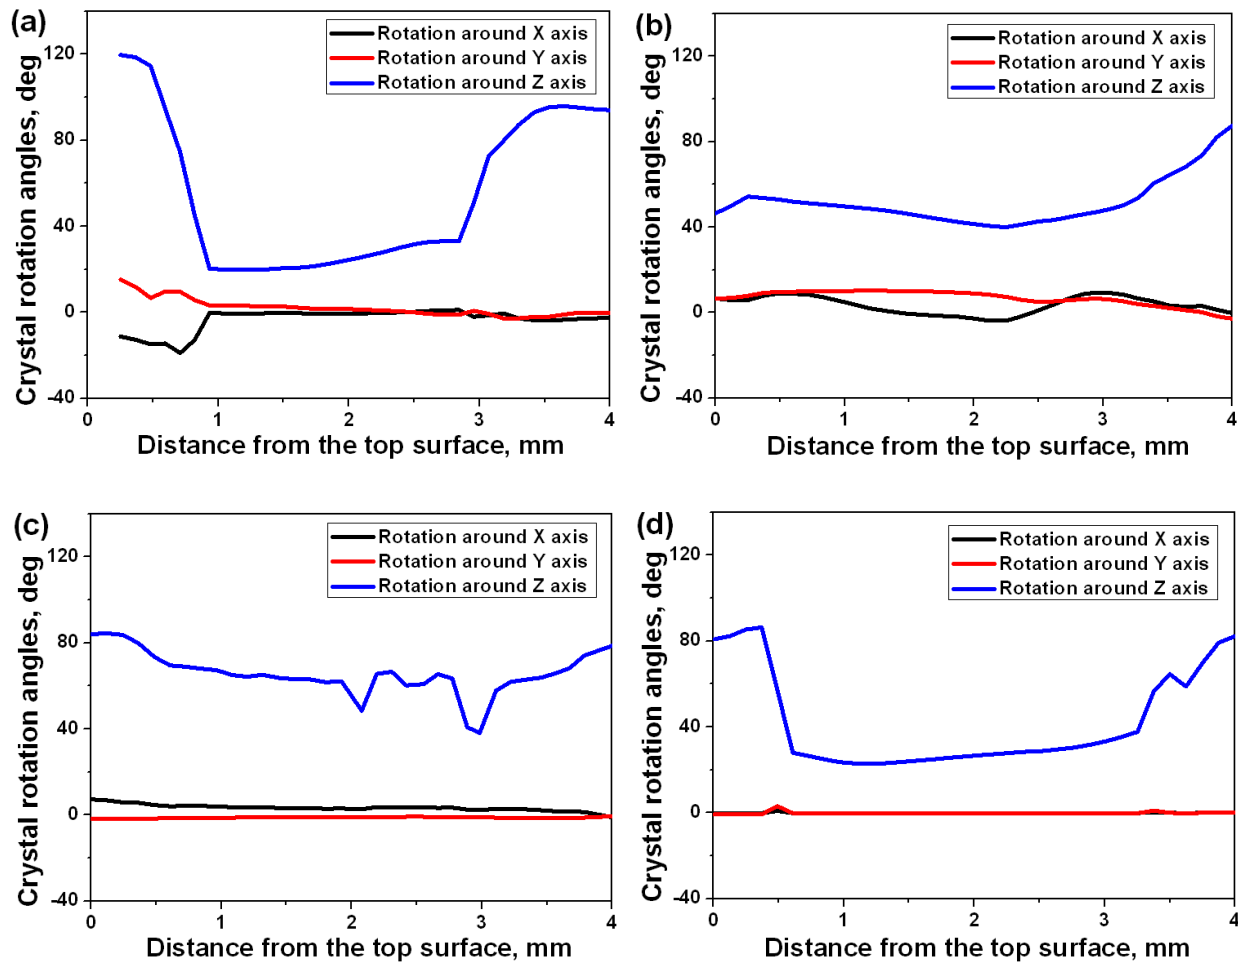 (a)
Rotation around X axis
Rotation around Y axis
Rotation around Z axis
Crystal rotation angles, deg
120
80
40
0
-40
0 1 2 3 4
Distance from the top surface, mm
(b)
Rotation around X axis
Rotation around Y axis
Rotation around Z axis
Crystal rotation angles, deg
120
80
40
0
-40
0 1 2 3 4
Distance from the top surface, mm
(c)
Rotation around X axis
Rotation around Y axis
Rotation around Z axis
Crystal rotation angles, deg
120
80
40
0
-40
0 1 2 3 4
Distance from the top surface, mm
(d)
Rotation around X axis
Rotation around Y axis
Rotation around Z axis
Crystal rotation angles, deg
120
80
40
0
-40
0 1 2 3 4
Distance from the top surface, mm